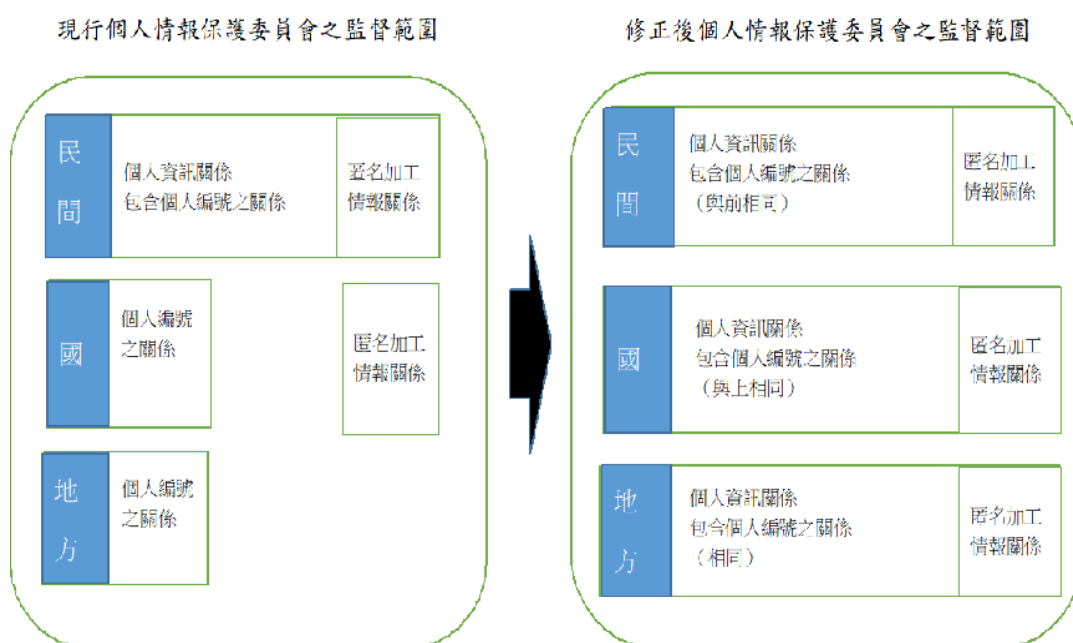 現行個人情報保護委員會之監督範圍
民間
個人資訊關係
包含個人編號之關係
匿名加工
情報關係
國
個人編號
之關係
匿名加工
情報關係
地方
個人編號
之關係
修正後個人情報保護委員會之監督範圍
民間
個人資訊關係
包含個人編號之關係
（與前相同）
匿名加工
情報關係
國
個人資訊關係
包含個人編號之關係
（與上相同）
匿名加工
情報關係
地方
個人資訊關係
包含個人編號之關係
（相同）
匿名加工
情報關係